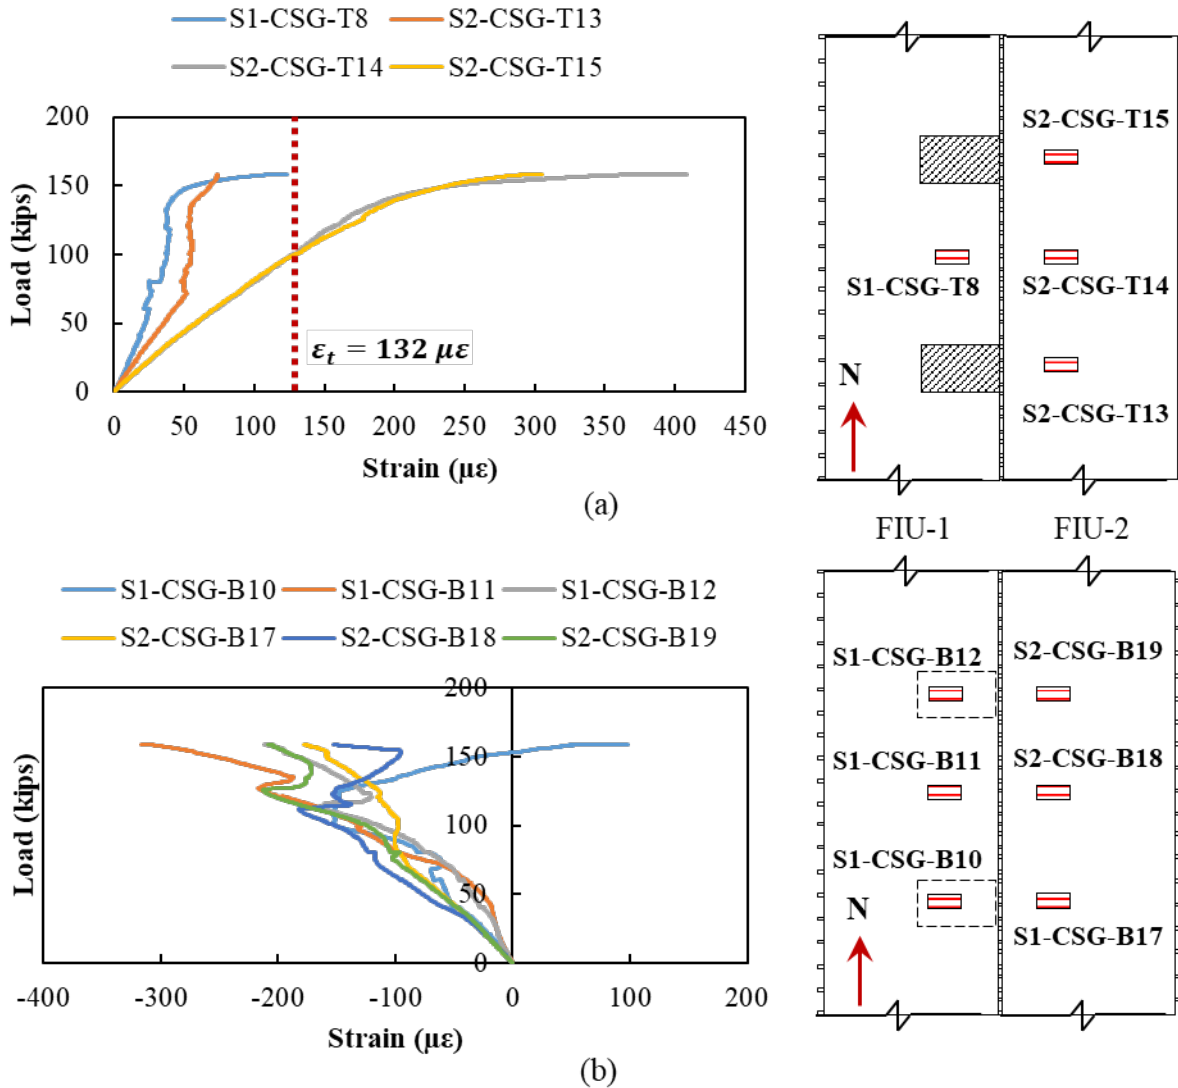 S1-CSG-T8 S2-CSG-T13
S2-CSG-T14 S2-CSG-T15
200
150
100
50
0
Load (kips)
0 50 100 150 200 250 300 350 400 450
Strain (με)
ε_t = 132 με
S2-CSG-T15
S1-CSG-T8
S2-CSG-T14
S2-CSG-T13
N
(a)
FIU-1 FIU-2
S1-CSG-B10 S1-CSG-B11 S1-CSG-B12
S2-CSG-B17 S2-CSG-B18 S2-CSG-B19
200
150
100
50
0
Load (kips)
-400 -300 -200 -100 0 100 200
Strain (με)
S1-CSG-B12 S2-CSG-B19
S1-CSG-B11 S2-CSG-B18
S1-CSG-B10
S1-CSG-B17
N
(b)